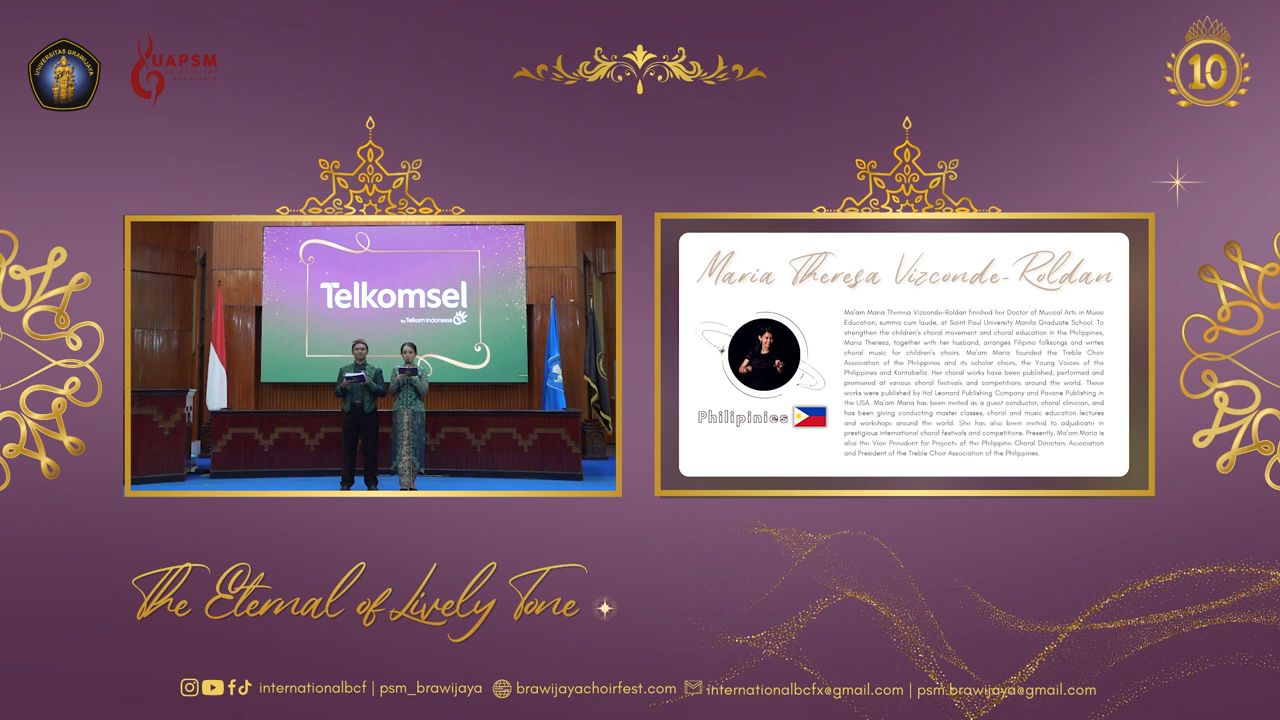 UNIVERSITAS BRAWIJAYA
UAPSM
UNIVERSITAS
BRAWIJAYA
10
Telkomsel
by Telkom Indonesia
Maria Theresa Vizconde-Roldan
Ma'am Maria Theresa Vizconde-Roldan finished her Doctor of Musical Arts in Music
Education, summa cum laude, at Saint Paul University Manila Graduate School. To
strengthen the children's choral movement and choral education in the Philippines,
Maria Theresa, together with her husband, arranges Filipino folksongs and writes
choral music for children's choirs. Ma'am Maria founded the Treble Choir
Association of the Philippines and its scholar choirs, the Young Voices of the
Philippines and Kantabella. Her choral works have been published, performed and
premiered at various choral festivals and competitions around the world. These
works were published by Hal Leonard Publishing Company and Pavane Publishing in
the USA. Ma'am Maria has been invited as a guest conductor, choral clinician, and
has been giving conducting master classes, choral and music education lectures
and workshops around the world. She has also been invited to adjudicate in
prestigious international choral festivals and competitions. Presently, Ma'am Maria is
also the Vice President for Projects of the Philippine Choral Directors Association
and President of the Treble Choir Association of the Philippines.
Philipinies
The Eternal of Lively Tone
internationalbcf | psm_brawijaya brawijayachoirfest.com internationalbcfx@gmail.com | psm.brawijaya@gmail.com